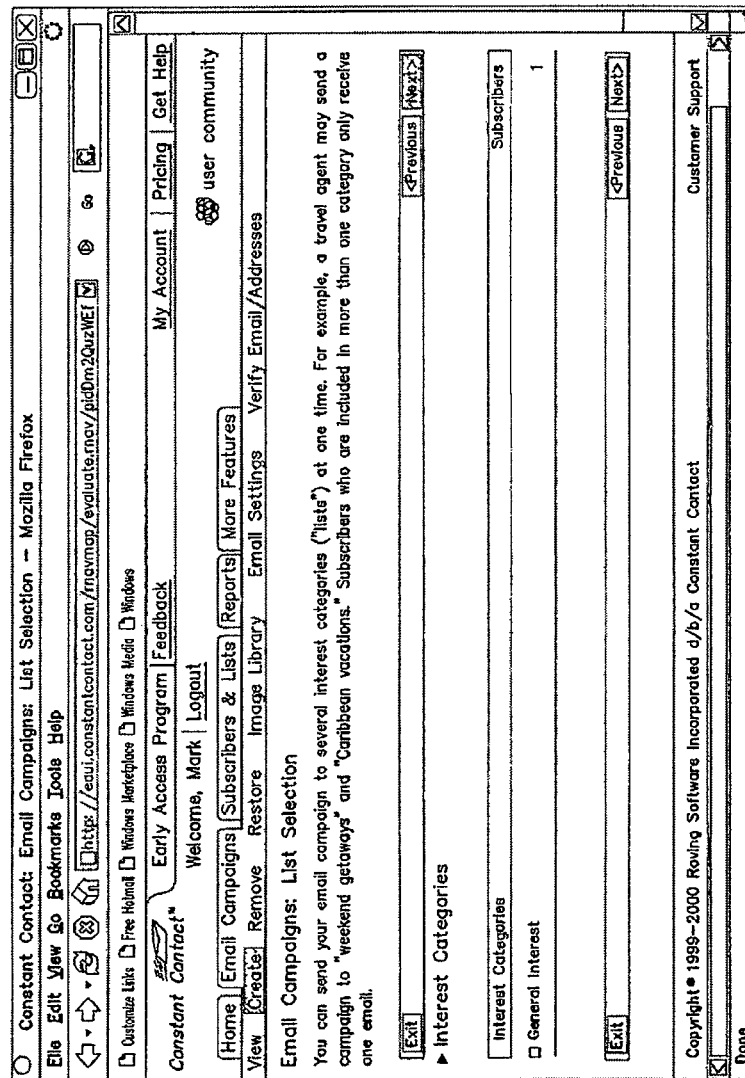 Constant Contact: Email Campaigns: List Selection — Mozilla Firefox
File Edit View Go Bookmarks Tools Help
http://eaui.constantcontact.com/rnavmap/evaluate.rnav/pidDm2QuzWEf Go G
Customize Links Free Hotmail Windows Marketplace Windows Media Windows
Constant Contact™ Early Access Program | Feedback My Account | Pricing | Get Help
Welcome, Mark | Logout user community
Home Email Campaigns Subscribers & Lists Reports More Features
View Create Remove Restore Image Library Email Settings Verify Email/Addresses
Email Campaigns: List Selection
You can send your email campaign to several interest categories ("lists") at one time. For example, a travel agent may send a
campaign to "weekend getaways" and "Caribbean vacations." Subscribers who are included in more than one category only receive
one email.
Exit <Previous Next>
▶ Interest Categories
Interest Categories Subscribers
General Interest 1
Exit <Previous Next>
Copyright® 1999-2000 Roving Software Incorporated d/b/a Constant Contact Customer Support
Done